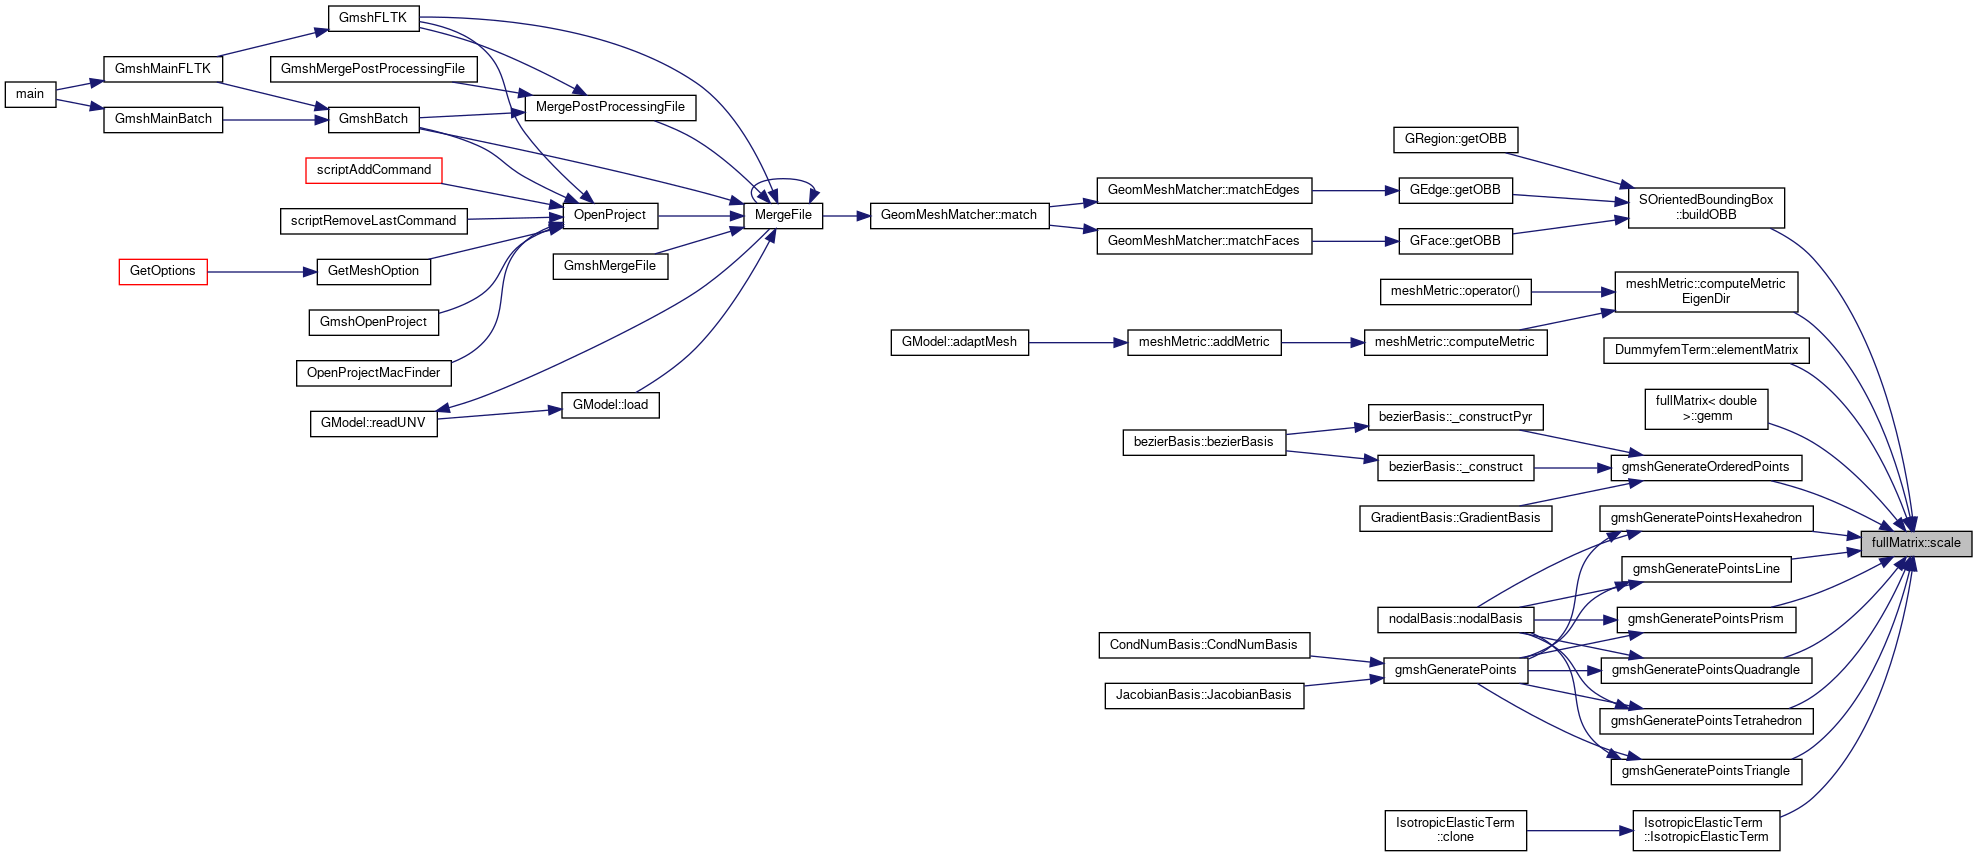 GmshFLTK
GmshMainFLTK
GmshMergePostProcessingFile
main
MergePostProcessingFile
GmshMainBatch
GmshBatch
scriptAddCommand
scriptRemoveLastCommand
OpenProject
MergeFile
GeomMeshMatcher::match
GetOptions
GetMeshOption
GmshMergeFile
GmshOpenProject
OpenProjectMacFinder
GModel::load
GModel::readUNV
GRegion::getOBB
GeomMeshMatcher::matchEdges
GEdge::getOBB
SOrientedBoundingBox
::buildOBB
GeomMeshMatcher::matchFaces
GFace::getOBB
meshMetric::operator()
meshMetric::computeMetric
EigenDir
GModel::adaptMesh
meshMetric::addMetric
meshMetric::computeMetric
DummyfemTerm::elementMatrix
fullMatrix< double
>::gemm
bezierBasis::_constructPyr
bezierBasis::bezierBasis
bezierBasis::_construct
gmshGenerateOrderedPoints
GradientBasis::GradientBasis
gmshGeneratePointsHexahedron
fullMatrix::scale
gmshGeneratePointsLine
nodalBasis::nodalBasis
gmshGeneratePointsPrism
CondNumBasis::CondNumBasis
gmshGeneratePoints
gmshGeneratePointsQuadrangle
JacobianBasis::JacobianBasis
gmshGeneratePointsTetrahedron
gmshGeneratePointsTriangle
IsotropicElasticTerm
::clone
IsotropicElasticTerm
::IsotropicElasticTerm